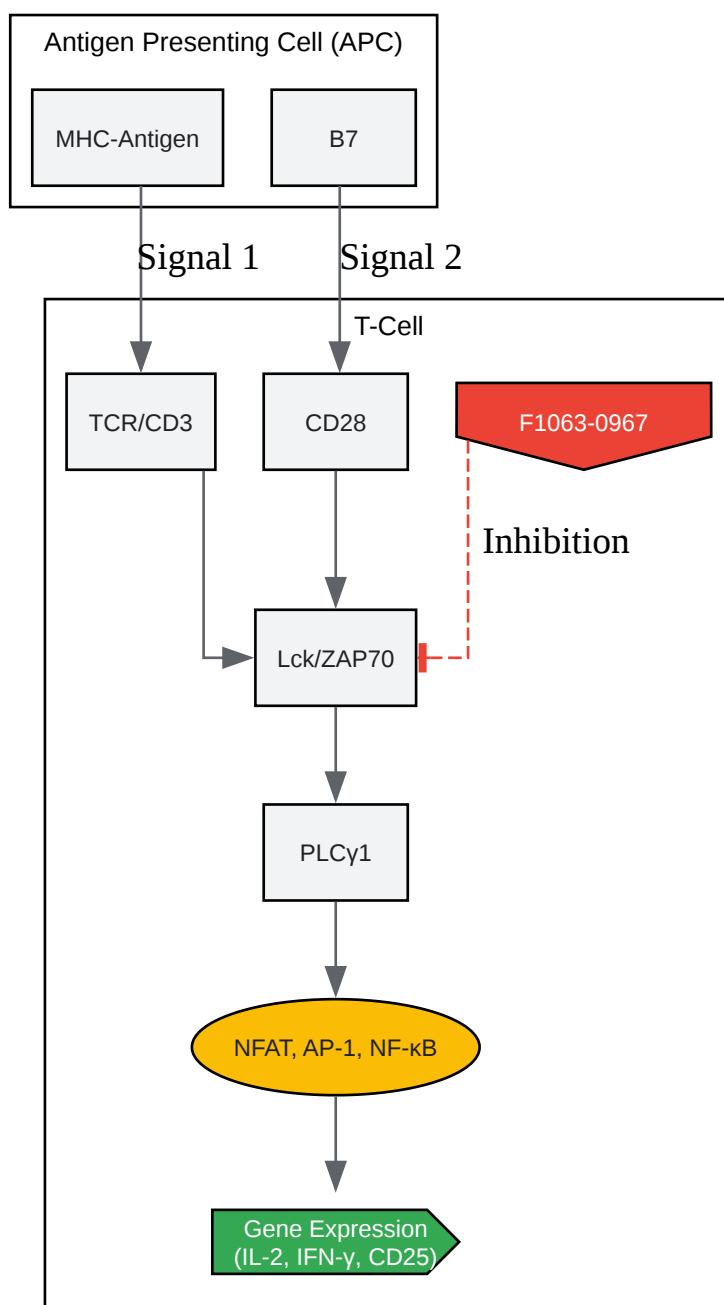 Antigen Presenting Cell (APC)
MHC-Antigen
B7
Signal 1
Signal 2
T-Cell
TCR/CD3
CD28
F1063-0967
Inhibition
Lck/ZAP70
PLCγ1
NFAT, AP-1, NF-κB
Gene Expression
(IL-2, IFN-γ, CD25)